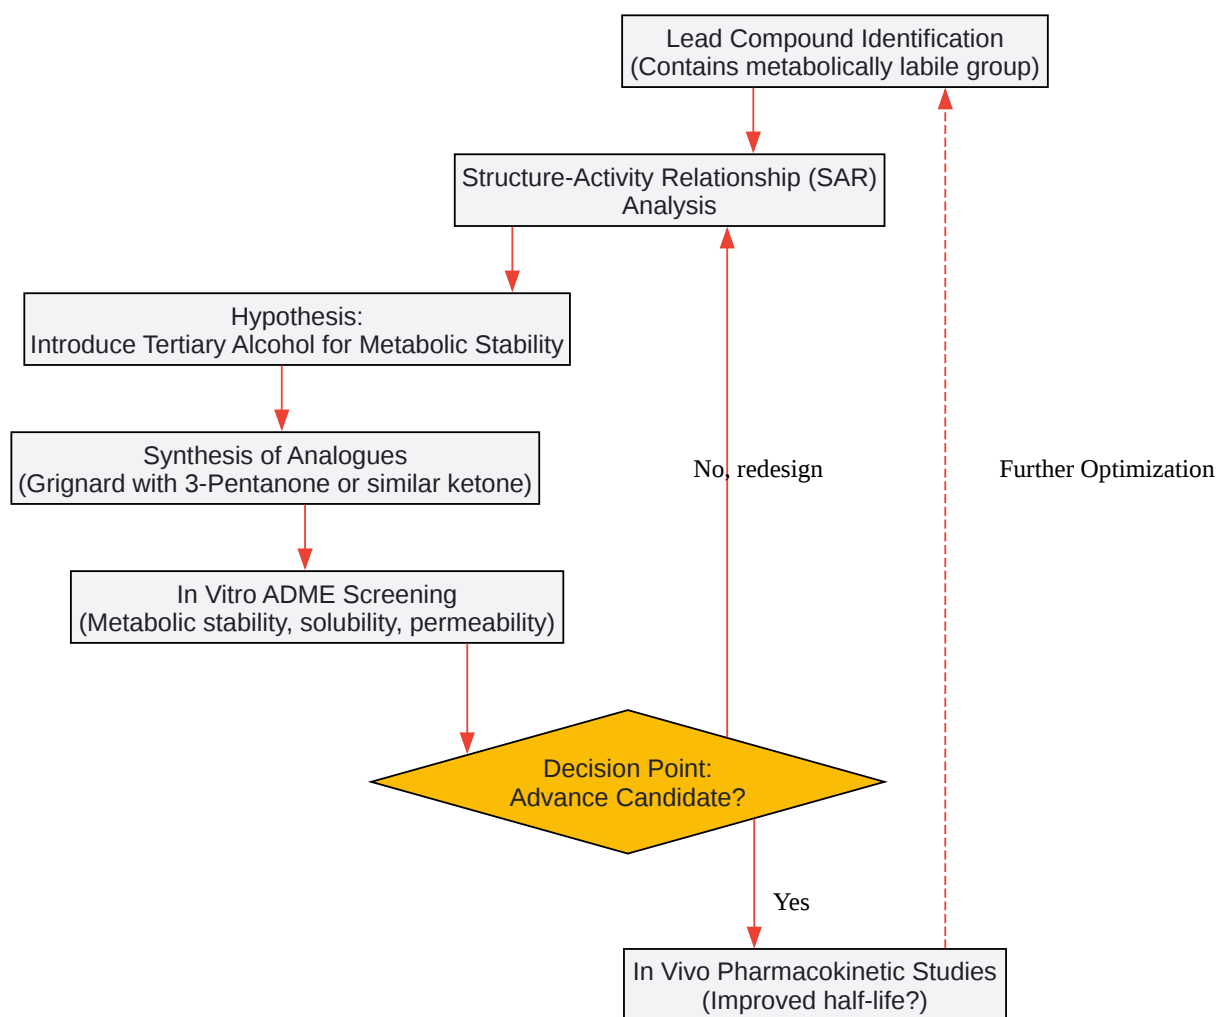 Lead Compound Identification
(Contains metabolically labile group)
Structure-Activity Relationship (SAR)
Analysis
Hypothesis:
Introduce Tertiary Alcohol for Metabolic Stability
Synthesis of Analogues
(Grignard with 3-Pentanone or similar ketone)
No, redesign
Further Optimization
In Vitro ADME Screening
(Metabolic stability, solubility, permeability)
Decision Point:
Advance Candidate?
Yes
In Vivo Pharmacokinetic Studies
(Improved half-life?)